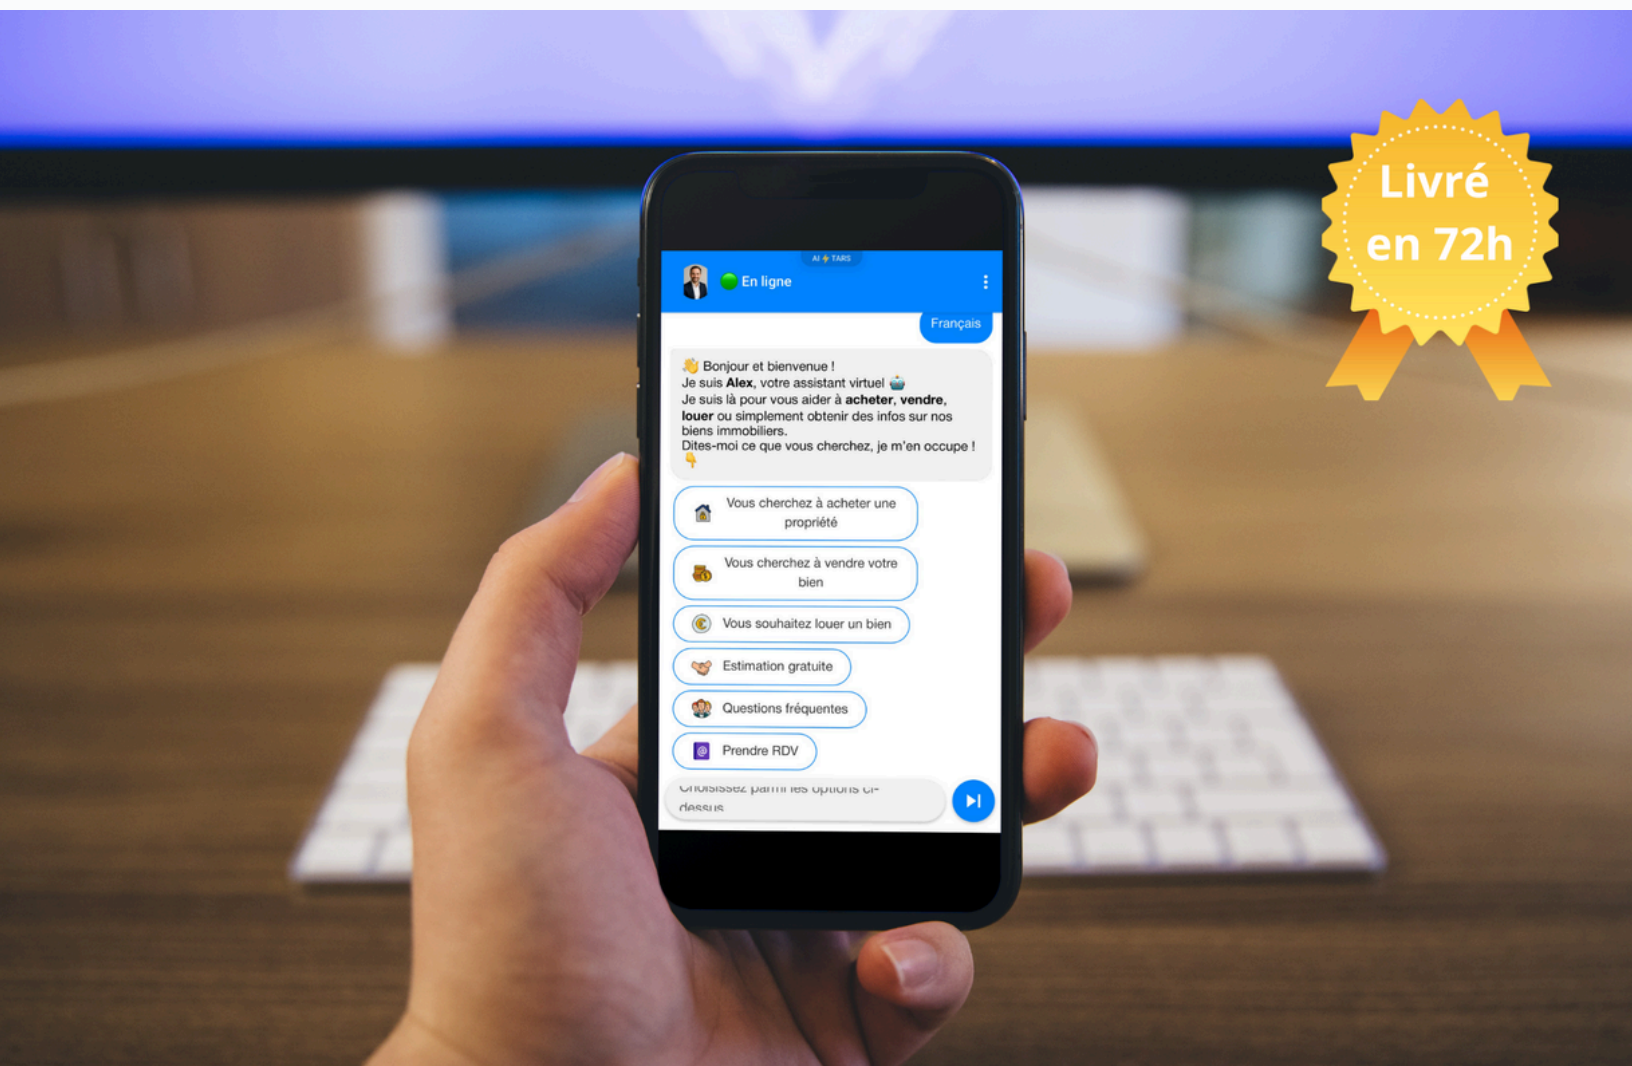 Livré
en 72h
AI⚡TARS
En ligne
Français
👋 Bonjour et bienvenue !
Je suis Alex, votre assistant virtuel 🤖
Je suis là pour vous aider à acheter, vendre,
louer ou simplement obtenir des infos sur nos
biens immobiliers.
Dites-moi ce que vous cherchez, je m'en occupe !
👇
Vous cherchez à acheter une
propriété
Vous cherchez à vendre votre
bien
Vous souhaitez louer un bien
Estimation gratuite
Questions fréquentes
Prendre RDV
Choisissez parmi les options ci-
dessus